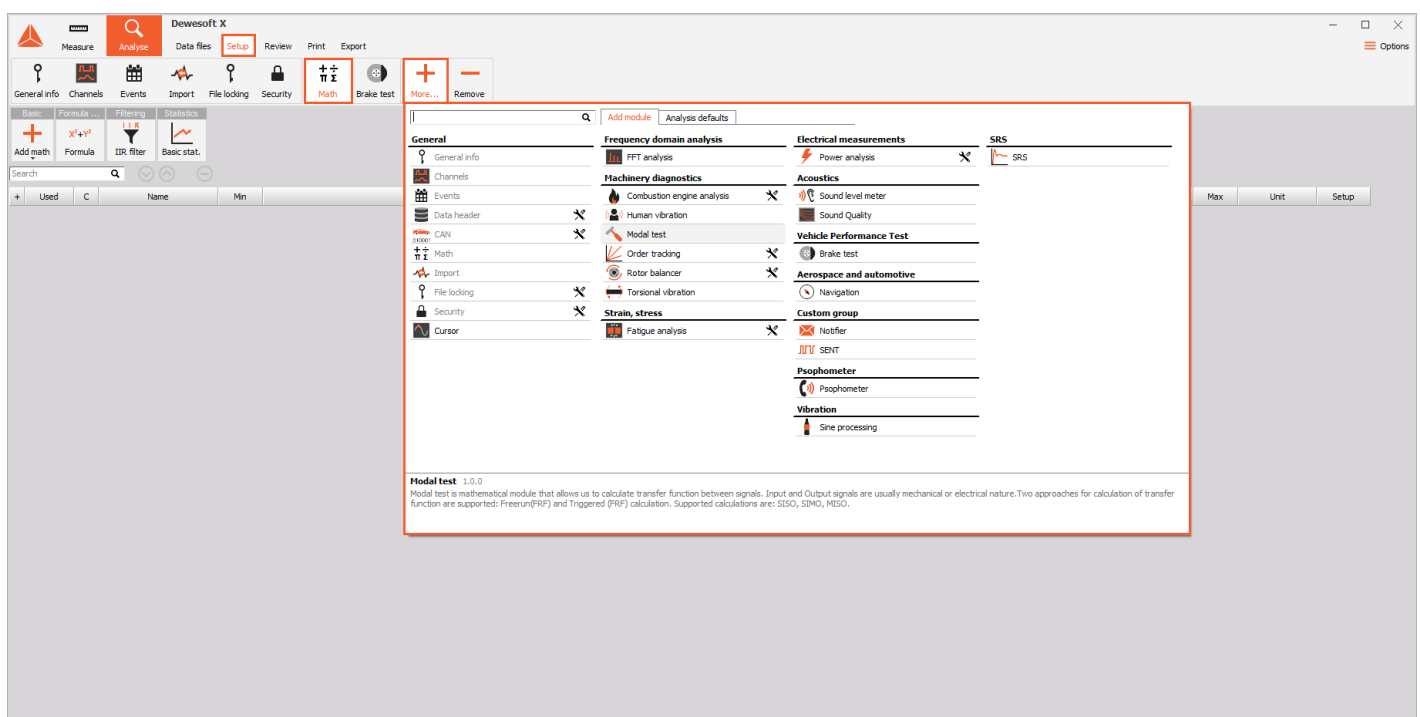 Dewesoft X
Measure
Analyse
Data files
Setup
Review
Print
Export
Options
General info
Channels
Events
Import
File locking
Security
Math
Brake test
More...
Remove
Basic
Formula ...
Filtering
Statistics
Add math
X²+Y²
Formula
I I R
IIR filter
Basic stat.
Search
+
Used
C
Name
Min
Max
Unit
Setup
Add module
Analysis defaults
General
General info
Channels
Events
Data header
CAN
010001
Math
Import
File locking
Security
Cursor
Frequency domain analysis
FFT analysis
Machinery diagnostics
Combustion engine analysis
Human vibration
Modal test
Order tracking
Rotor balancer
Torsional vibration
Strain, stress
Fatigue analysis
Electrical measurements
Power analysis
Acoustics
Sound level meter
Sound Quality
Vehicle Performance Test
Brake test
Aerospace and automotive
Navigation
Custom group
Notifier
SENT
Psophometer
Psophometer
Vibration
Sine processing
SRS
SRS
Modal test 1.0.0
Modal test is mathematical module that allows us to calculate transfer function between signals. Input and Output signals are usually mechanical or electrical nature.Two approaches for calculation of transfer
function are supported: Freerun(FRF) and Triggered (FRF) calculation. Supported calculations are: SISO, SIMO, MISO.